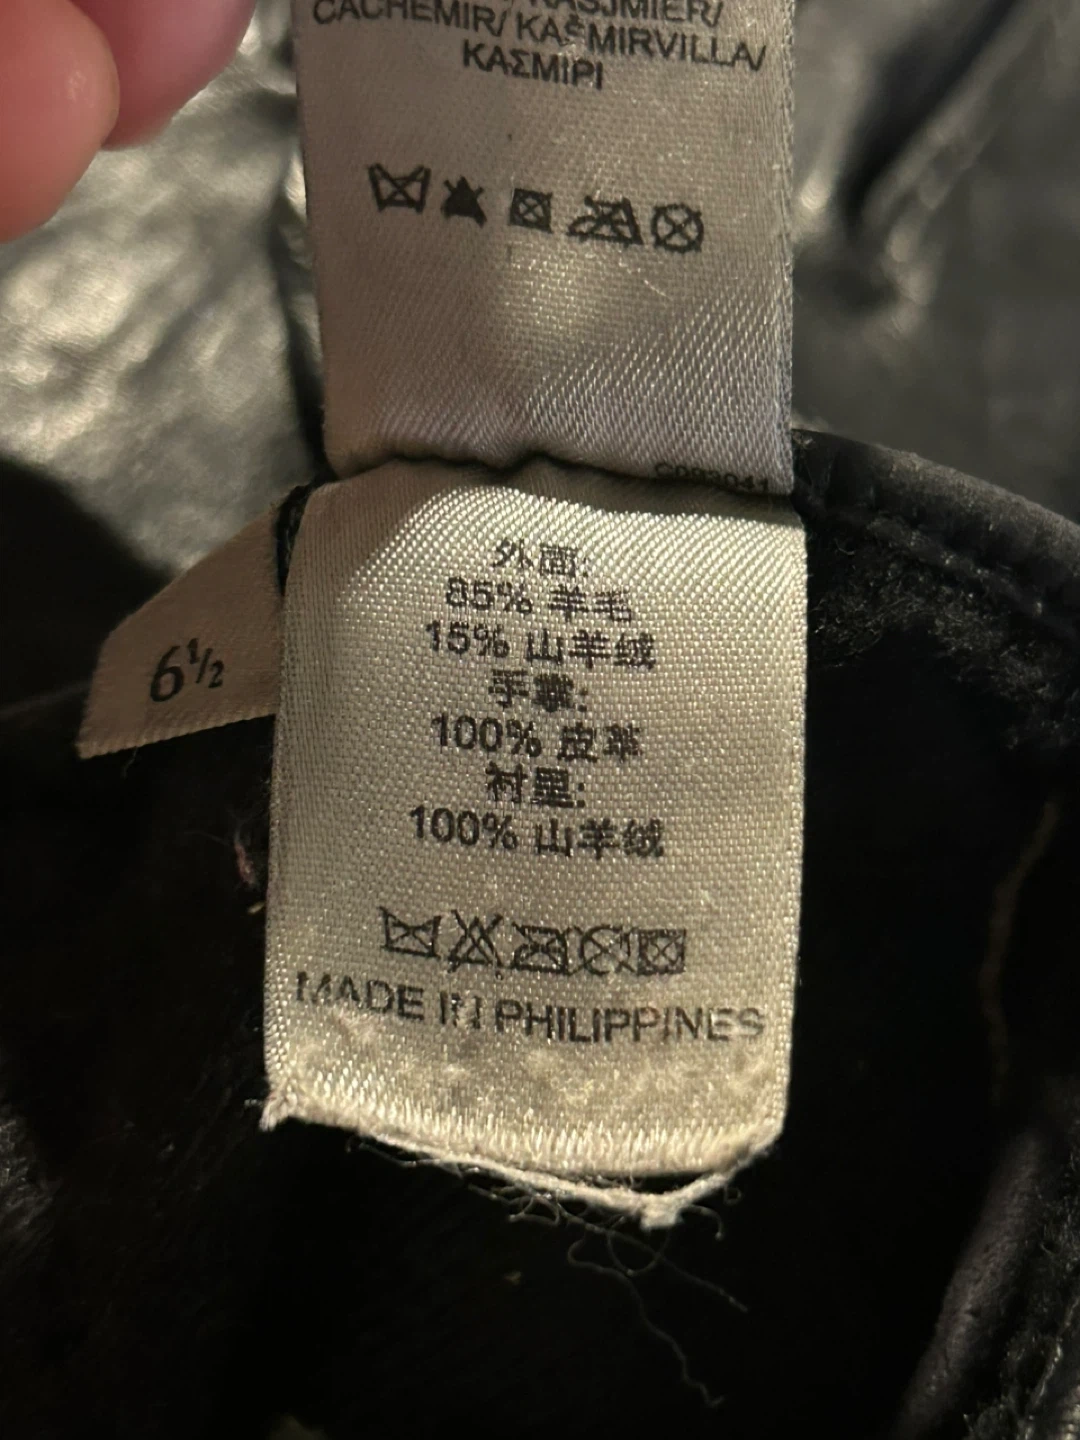 KASJMIER/
CACHEMIR/ KAŠMIRVILLA/
ΚΑΣΜΙΡΙ
外面:
85% 羊毛
15% 山羊绒
手掌:
100% 皮革
衬里:
100% 山羊绒
MADE IN PHILIPPINES
6½